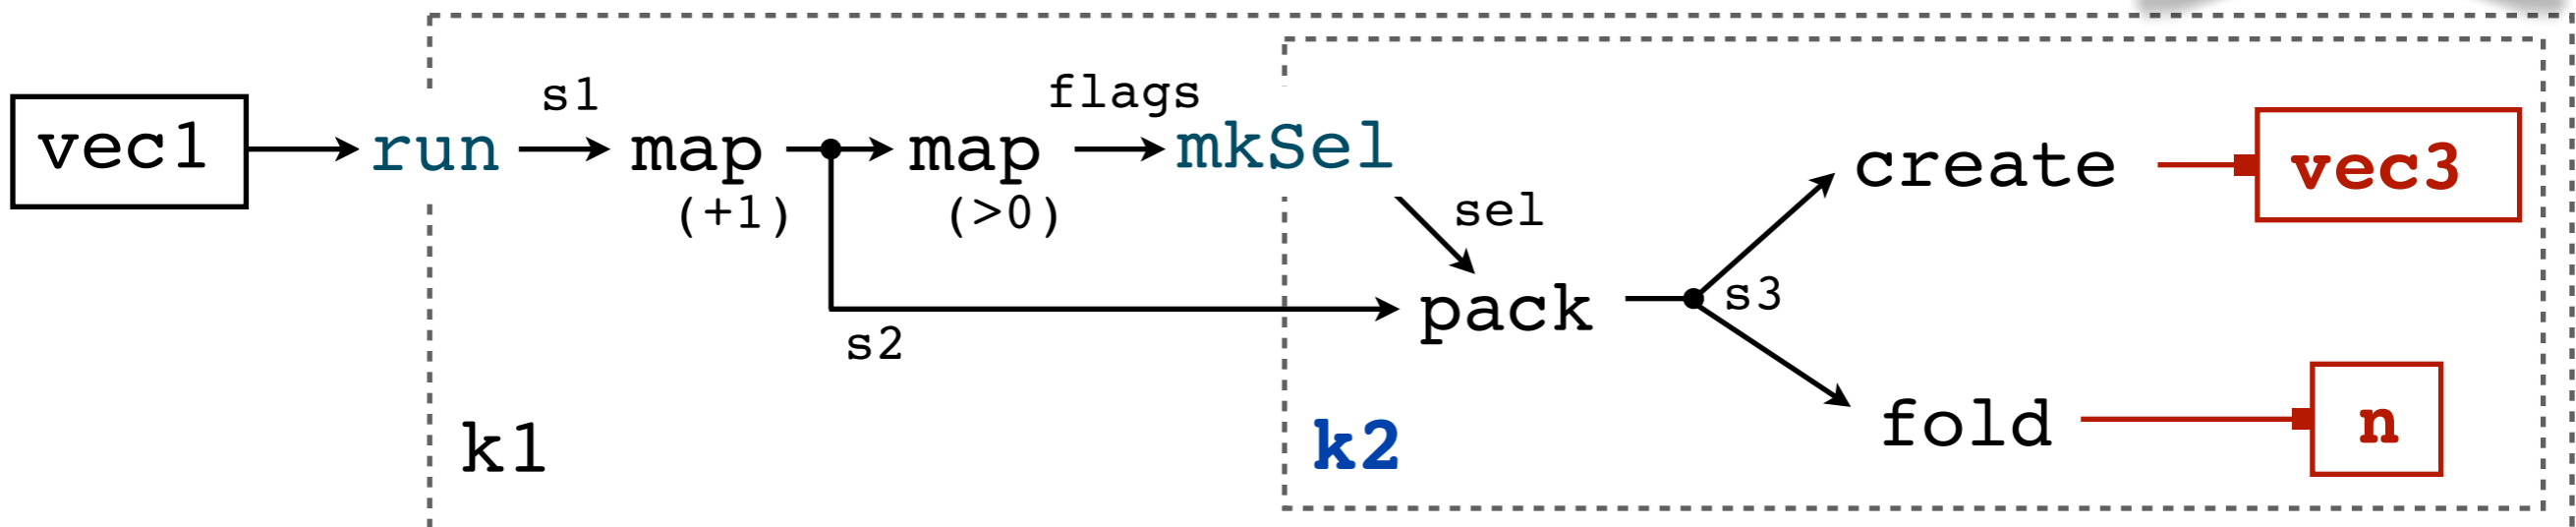 s1
flags
vec1
run
map
map
mkSel
create
vec3
(+1)
(>0)
sel
s3
pack
s2
k1
k2
fold
n